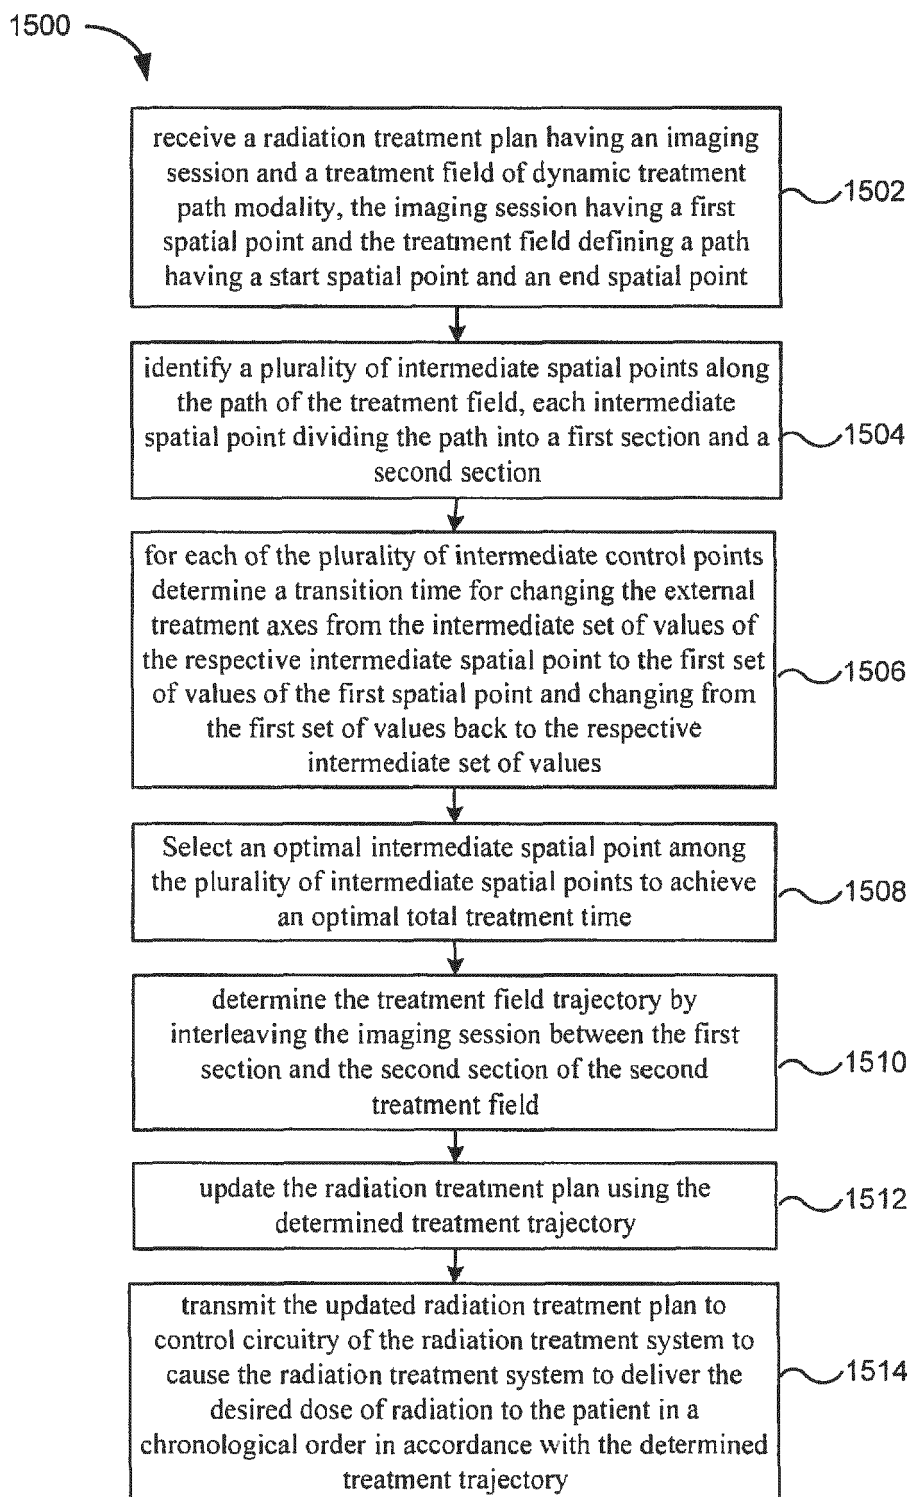 1500
receive a radiation treatment plan having an imaging
session and a treatment field of dynamic treatment
path modality, the imaging session having a first
spatial point and the treatment field defining a path
having a start spatial point and an end spatial point
1502
identify a plurality of intermediate spatial points along
the path of the treatment field, each intermediate
spatial point dividing the path into a first section and a
second section
1504
for each of the plurality of intermediate control points
determine a transition time for changing the external
treatment axes from the intermediate set of values of
the respective intermediate spatial point to the first set
of values of the first spatial point and changing from
the first set of values back to the respective
intermediate set of values
1506
Select an optimal intermediate spatial point among
the plurality of intermediate spatial points to achieve
an optimal total treatment time
1508
determine the treatment field trajectory by
interleaving the imaging session between the first
section and the second section of the second
treatment field
1510
update the radiation treatment plan using the
determined treatment trajectory
1512
transmit the updated radiation treatment plan to
control circuitry of the radiation treatment system to
cause the radiation treatment system to deliver the
desired dose of radiation to the patient in a
chronological order in accordance with the determined
treatment trajectory
1514